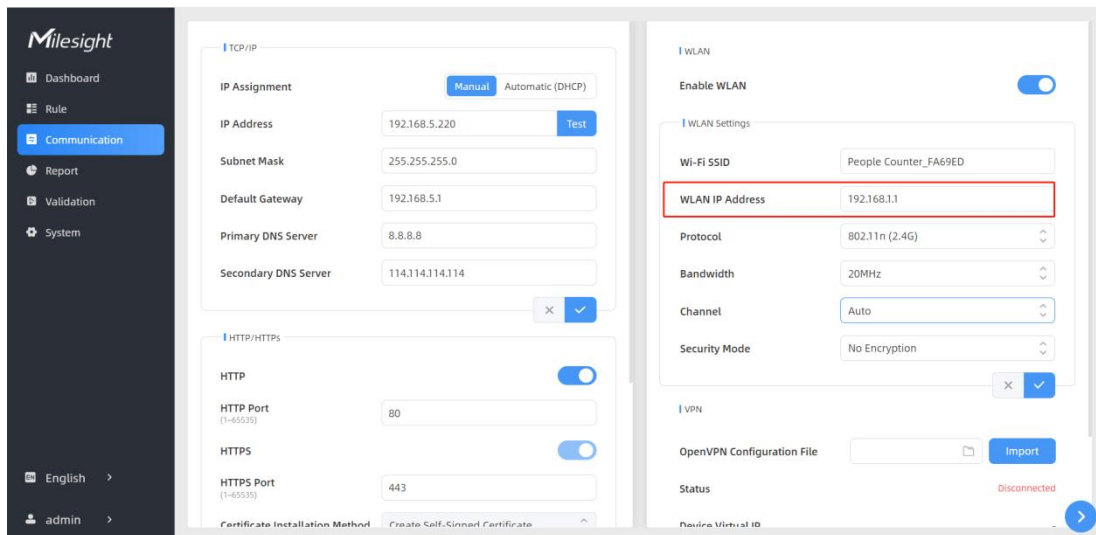 Milesight
Dashboard
Rule
Communication
Report
Validation
System
EN English >
admin >
TCP/IP
IP Assignment Manual Automatic (DHCP)
IP Address 192.168.5.220 Test
Subnet Mask 255.255.255.0
Default Gateway 192.168.5.1
Primary DNS Server 8.8.8.8
Secondary DNS Server 114.114.114.114
HTTP/HTTPs
HTTP
HTTP Port 80
(1~65535)
HTTPS
HTTPS Port 443
(1~65535)
Certificate Installation Method Create Self-Signed Certificate
WLAN
Enable WLAN
WLAN Settings
Wi-Fi SSID People Counter_FA69ED
WLAN IP Address 192.168.1.1
Protocol 802.11n (2.4G)
Bandwidth 20MHz
Channel Auto
Security Mode No Encryption
VPN
OpenVPN Configuration File Import
Status Disconnected
Device Virtual IP -